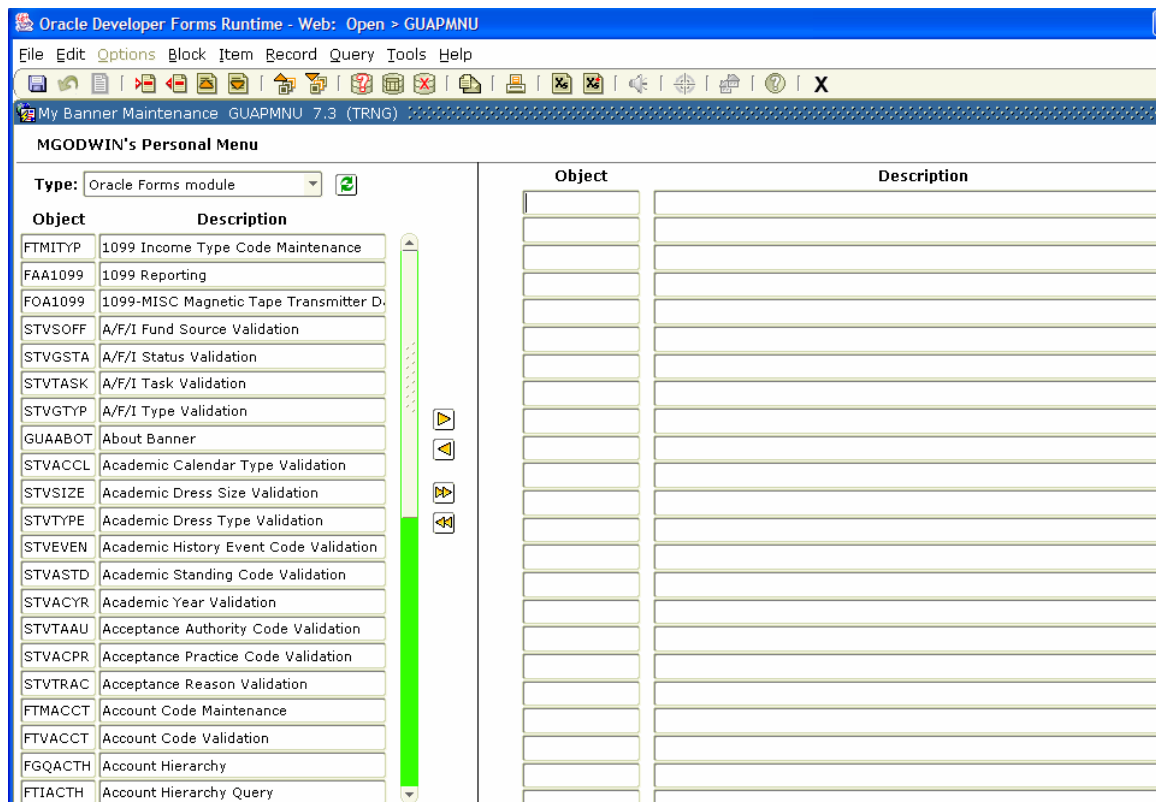 Oracle Developer Forms Runtime - Web: Open > GUAPMNU
File Edit Options Block Item Record Query Tools Help
X
My Banner Maintenance GUAPMNU 7.3 (TRNG)
MGODWIN's Personal Menu
Type: Oracle Forms module
Object Description
Object Description
FTMITYP 1099 Income Type Code Maintenance
FAA1099 1099 Reporting
FOA1099 1099-MISC Magnetic Tape Transmitter
STVSOFF A/F/I Fund Source Validation
STVGSTA A/F/I Status Validation
STVTASK A/F/I Task Validation
STVGTYP A/F/I Type Validation
GUAABOT About Banner
STVACCL Academic Calendar Type Validation
STVSIZE Academic Dress Size Validation
STVTYPE Academic Dress Type Validation
STVEVEN Academic History Event Code Validation
STVASTD Academic Standing Code Validation
STVACYR Academic Year Validation
STVTAAU Acceptance Authority Code Validation
STVACPR Acceptance Practice Code Validation
STVTRAC Acceptance Reason Validation
FTMACCT Account Code Maintenance
FTVACCT Account Code Validation
FGQACTH Account Hierarchy
FTIACTH Account Hierarchy Query